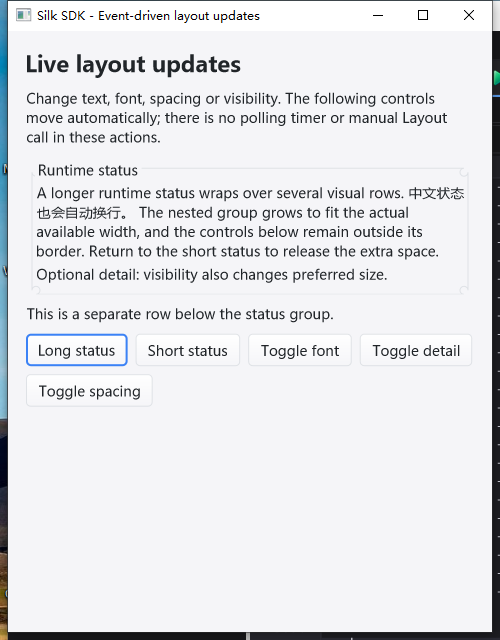 Silk SDK - Event-driven layout updates
Live layout updates
Change text, font, spacing or visibility. The following controls
move automatically; there is no polling timer or manual Layout
call in these actions.
Runtime status
A longer runtime status wraps over several visual rows. 中文状态
也会自动换行。 The nested group grows to fit the actual
available width, and the controls below remain outside its
border. Return to the short status to release the extra space.
Optional detail: visibility also changes preferred size.
This is a separate row below the status group.
Long status
Short status
Toggle font
Toggle detail
Toggle spacing